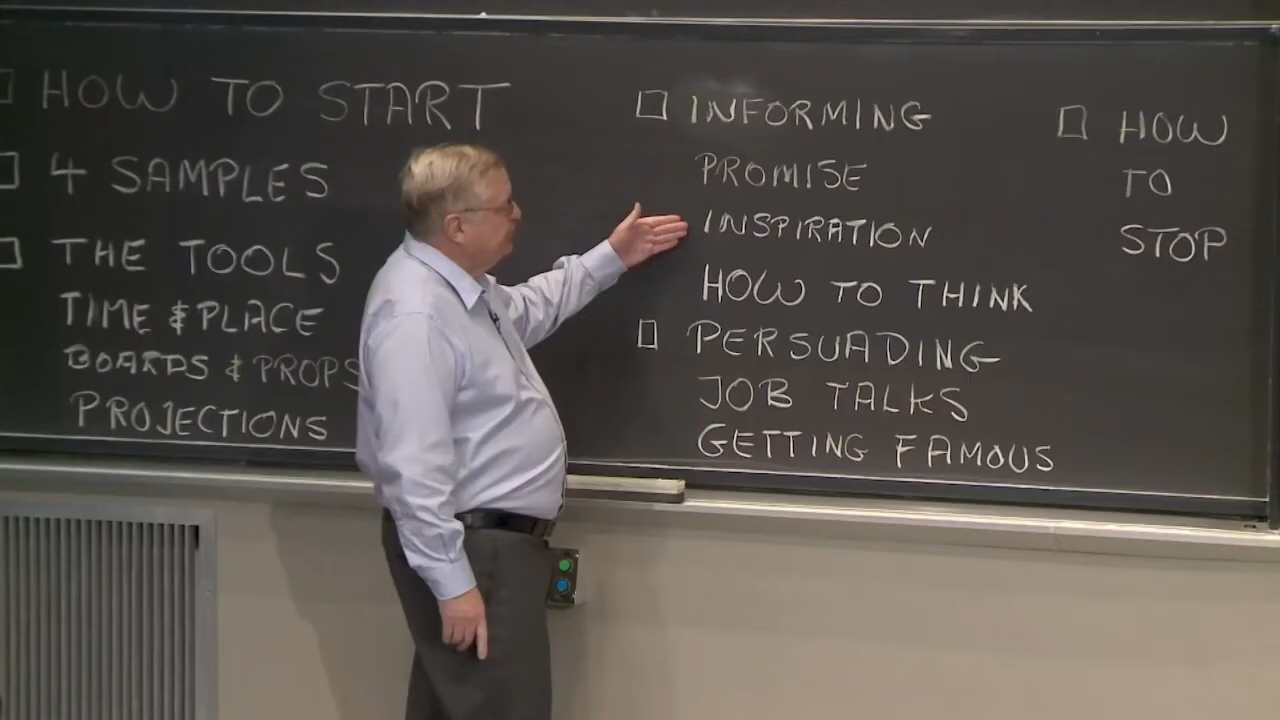 HOW TO START
4 SAMPLES
THE TOOLS
TIME & PLACE
BOARDS & PROPS
PROJECTIONS
INFORMING
PROMISE
INSPIRATION
HOW TO THINK
PERSUADING
JOB TALKS
GETTING FAMOUS
HOW
TO
STOP